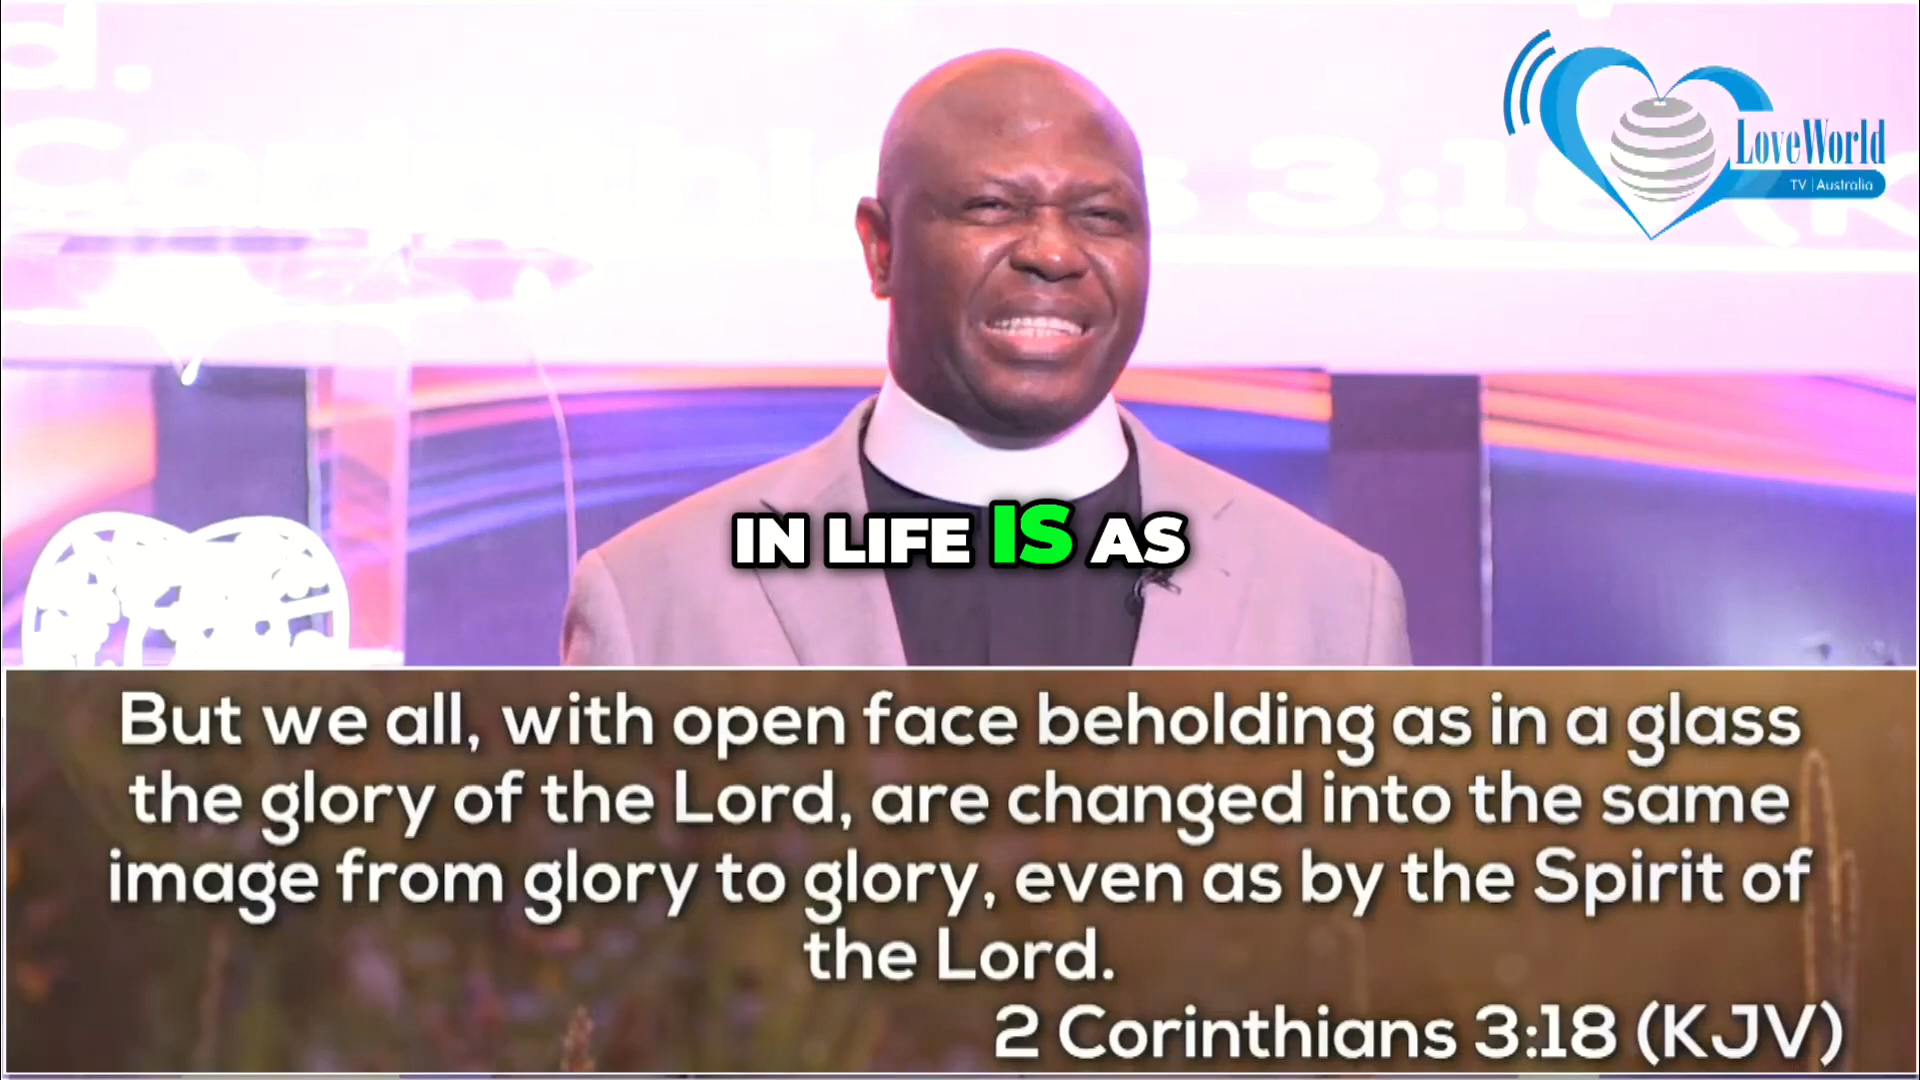 d.
3:18 (K
LoveWorld
TV | Australia
IN LIFE IS AS
But we all, with open face beholding as in a glass
the glory of the Lord, are changed into the same
image from glory to glory, even as by the Spirit of
the Lord.
2 Corinthians 3:18 (KJV)